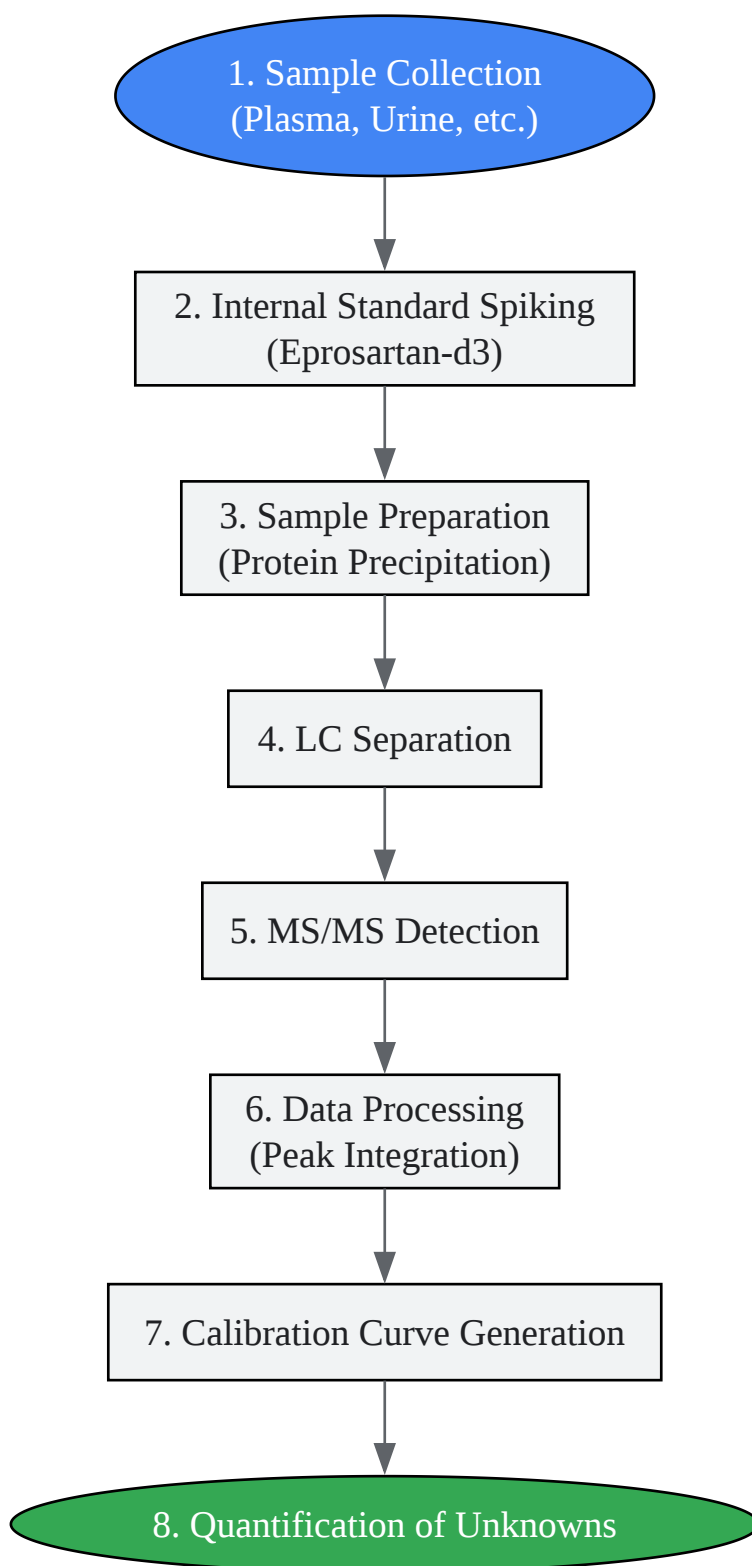 1. Sample Collection
(Plasma, Urine, etc.)
2. Internal Standard Spiking
(Eprosartan-d3)
3. Sample Preparation
(Protein Precipitation)
4. LC Separation
5. MS/MS Detection
6. Data Processing
(Peak Integration)
7. Calibration Curve Generation
8. Quantification of Unknowns